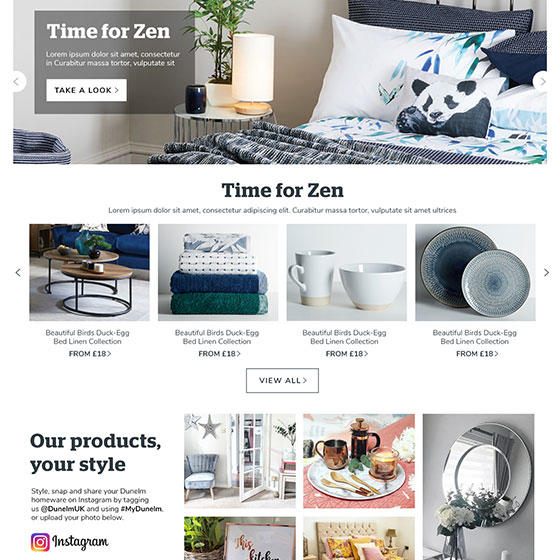 Time for Zen
Lorem ipsum dolor sit amet, consectetur
in Curabitur massa tortor, vulputate sit
TAKE A LOOK >
Time for Zen
Lorem ipsum dolor sit amet, consectetur adipiscing elit. Curabitur massa tortor, vulputate sit amet ultrices
Beautiful Birds Duck-Egg
Bed Linen Collection
FROM £18 >
Beautiful Birds Duck-Egg
Bed Linen Collection
FROM £18 >
Beautiful Birds Duck-Egg
Bed Linen Collection
FROM £18 >
Beautiful Birds Duck-Egg
Bed Linen Collection
FROM £18 >
VIEW ALL >
Our products,
your style
Style, snap and share your Dunelm
homeware on Instagram by tagging
us @DunelmUK and using #MyDunelm.
or upload your photo below.
Instagram
This
kitchen